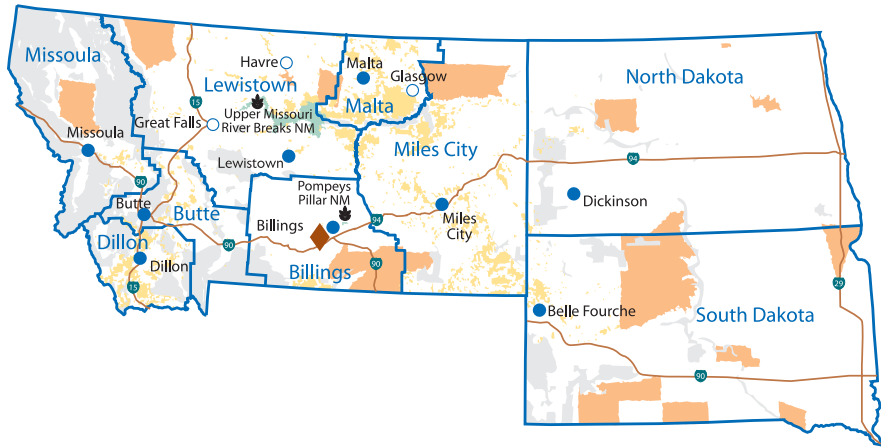 Missoula
Havre
Malta
Glasgow
North Dakota
Lewistown
15
Malta
Upper Missouri
River Breaks NM
Great Falls
Missoula
Miles City
Lewistown
94
90
Pompeys
Pillar NM
Dickinson
Butte
Butte
Billings
94
Miles
City
Dillon
90
Dillon
Billings
90
15
29
Belle Fourche
South Dakota
90